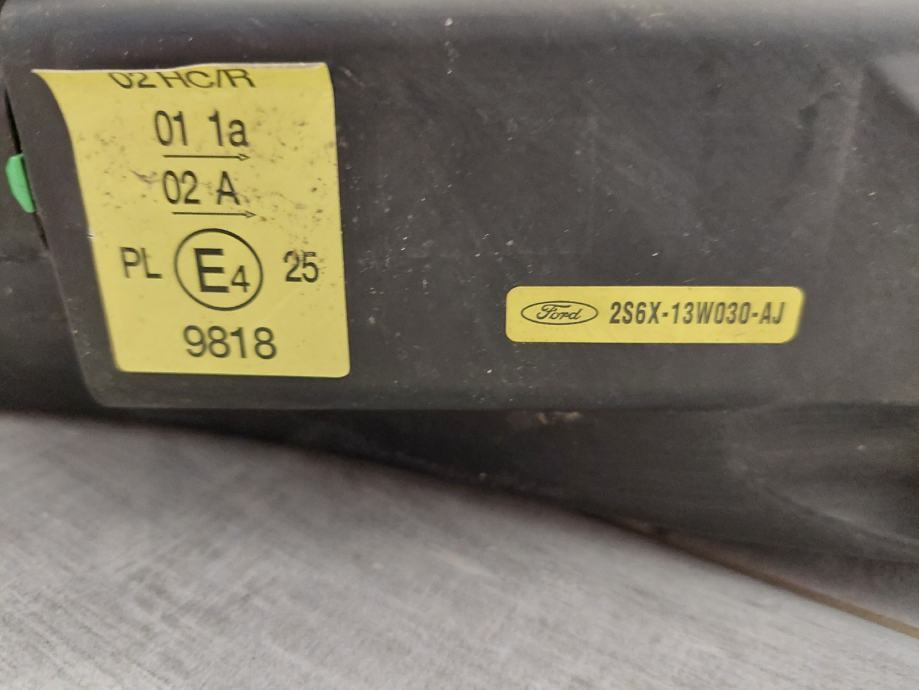 02 HC/R
01 1a
02 A
PL E4 25
9818
Ford 2S6X-13W030-AJ